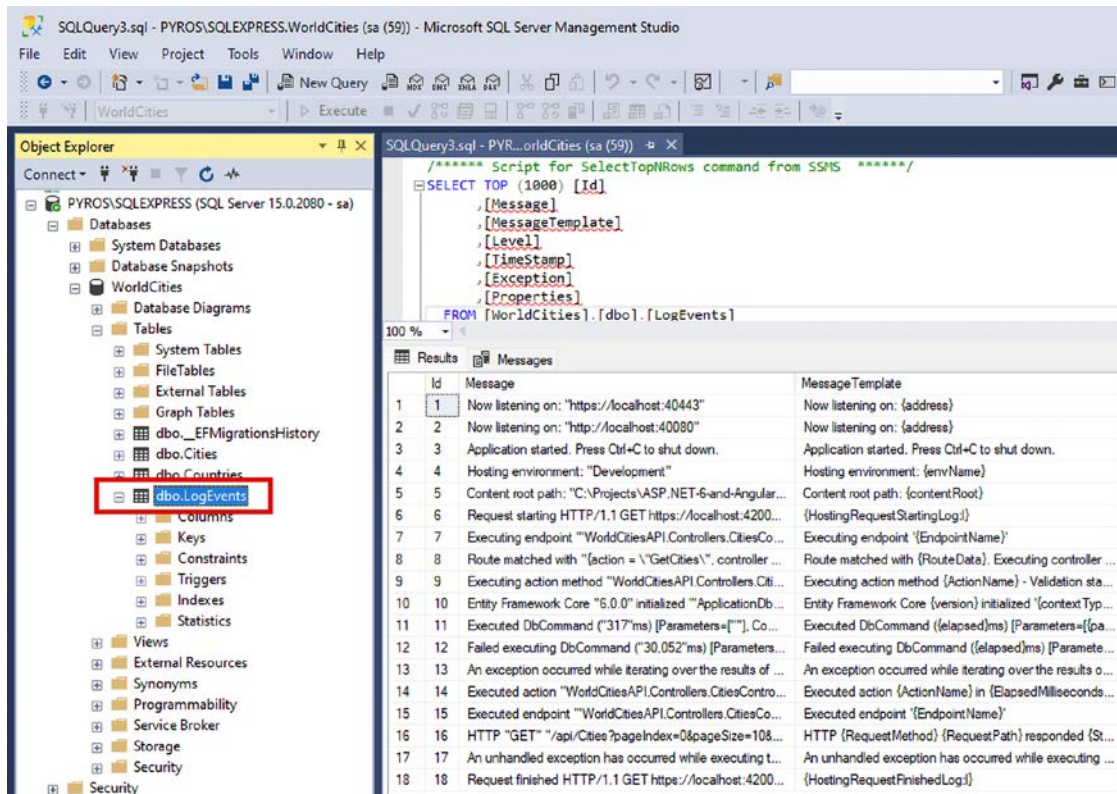 SQLQuery3.sql - PYROS\SQLEXPRESS.WorldCities (sa (59)) - Microsoft SQL Server Management Studio
File Edit View Project Tools Window Help
New Query MDX DMX XMLA DAX
WorldCities Execute
Object Explorer
Connect
PYROS\SQLEXPRESS (SQL Server 15.0.2080 - sa)
Databases
System Databases
Database Snapshots
WorldCities
Database Diagrams
Tables
System Tables
FileTables
External Tables
Graph Tables
dbo.__EFMigrationsHistory
dbo.Cities
dbo.Countries
dbo.LogEvents
Columns
Keys
Constraints
Triggers
Indexes
Statistics
Views
External Resources
Synonyms
Programmability
Service Broker
Storage
Security
Security
SQLQuery3.sql - PYR...orldCities (sa (59))
/****** Script for SelectTopNRows command from SSMS ******/
SELECT TOP (1000) [Id]
,[Message]
,[MessageTemplate]
,[Level]
,[TimeStamp]
,[Exception]
,[Properties]
FROM [WorldCities].[dbo].[LogEvents]
100 %
Results Messages
Id Message MessageTemplate
1 1 Now listening on: "https://localhost:40443" Now listening on: {address}
2 2 Now listening on: "http://localhost:40080" Now listening on: {address}
3 3 Application started. Press Ctrl+C to shut down. Application started. Press Ctrl+C to shut down.
4 4 Hosting environment: "Development" Hosting environment: {envName}
5 5 Content root path: "C:\Projects\ASP.NET-6-and-Angular... Content root path: {contentRoot}
6 6 Request starting HTTP/1.1 GET https://localhost:4200... {HostingRequestStartingLog:l}
7 7 Executing endpoint '"WorldCitiesAPI.Controllers.CitiesCo... Executing endpoint '{EndpointName}'
8 8 Route matched with "{action = \"GetCities\", controller ... Route matched with {RouteData}. Executing controller ...
9 9 Executing action method "WorldCitiesAPI.Controllers.Citi... Executing action method {ActionName} - Validation sta...
10 10 Entity Framework Core "6.0.0" initialized '"ApplicationDb... Entity Framework Core {version} initialized '{contextTyp...
11 11 Executed DbCommand ("317"ms) [Parameters=[""], Co... Executed DbCommand ({elapsed}ms) [Parameters=[{pa...
12 12 Failed executing DbCommand ("30,052"ms) [Parameters... Failed executing DbCommand ({elapsed}ms) [Paramete...
13 13 An exception occurred while iterating over the results of ... An exception occurred while iterating over the results o...
14 14 Executed action "WorldCitiesAPI.Controllers.CitiesContro... Executed action {ActionName} in {ElapsedMilliseconds...
15 15 Executed endpoint '"WorldCitiesAPI.Controllers.CitiesCo... Executed endpoint '{EndpointName}'
16 16 HTTP "GET" "/api/Cities?pageIndex=0&pageSize=10&... HTTP {RequestMethod} {RequestPath} responded {St...
17 17 An unhandled exception has occurred while executing t... An unhandled exception has occurred while executing ...
18 18 Request finished HTTP/1.1 GET https://localhost:4200... {HostingRequestFinishedLog:l}